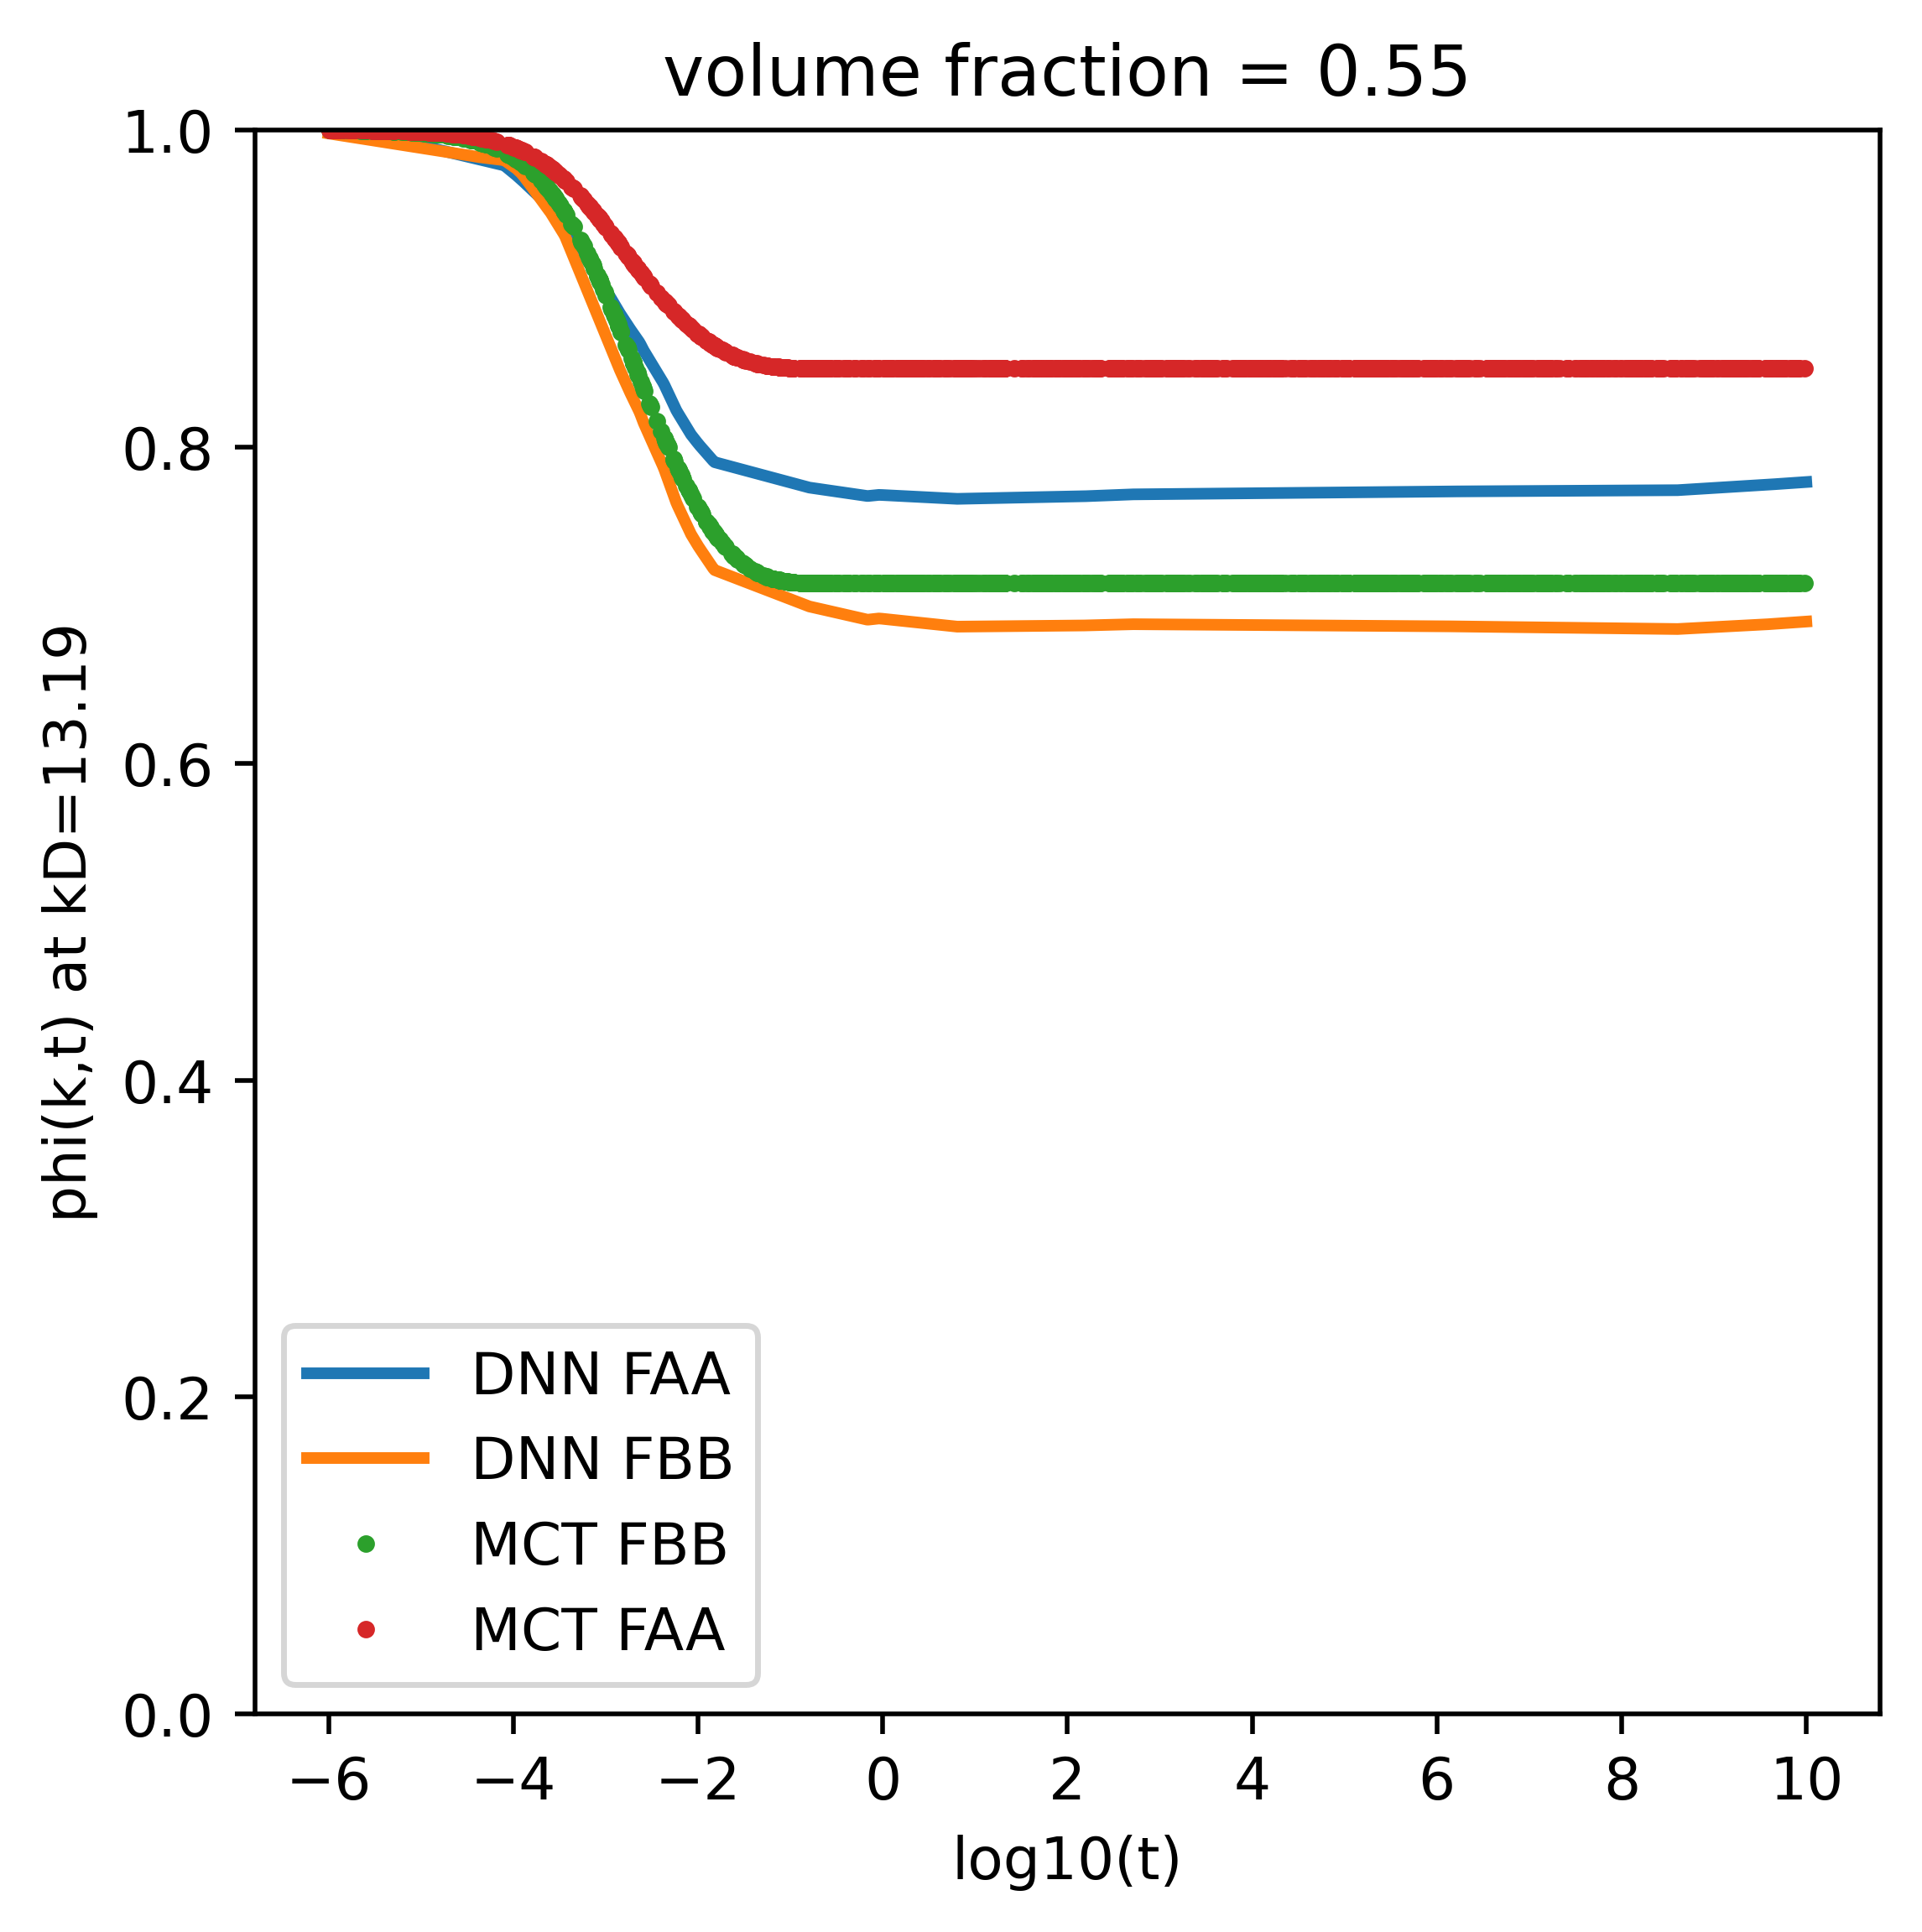 volume fraction = 0.55
phi(k,t) at kD=13.19
1.0
0.8
0.6
0.4
0.2
0.0
DNN FAA
DNN FBB
MCT FBB
MCT FAA
−6 −4 −2 0 2 4 6 8 10
log10(t)